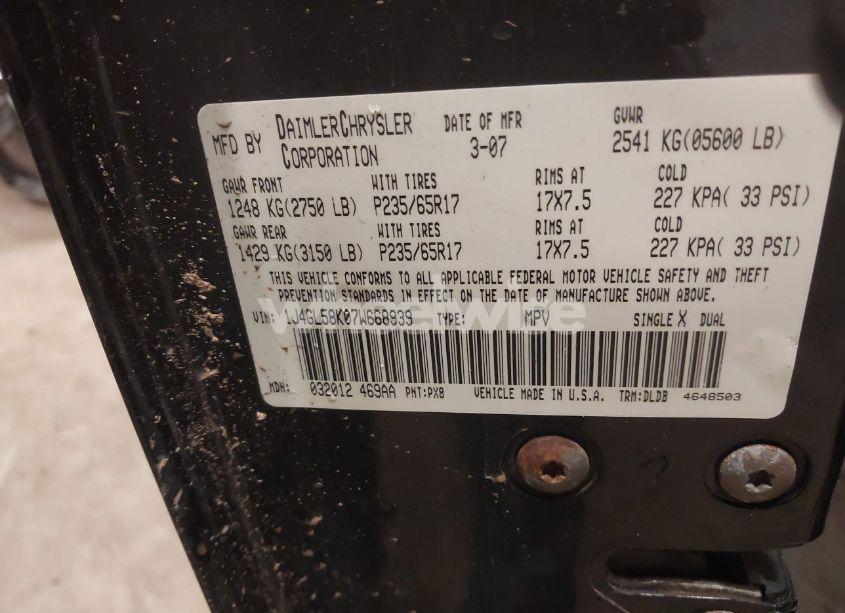 MFD BY DAIMLERCHRYSLER CORPORATION DATE OF MFR 3-07 GVWR 2541 KG(05600 LB)
GAWR FRONT WITH TIRES RIMS AT COLD
1248 KG(2750 LB) P235/65R17 17X7.5 227 KPA( 33 PSI)
GAWR REAR WITH TIRES RIMS AT COLD
1429 KG(3150 LB) P235/65R17 17X7.5 227 KPA( 33 PSI)
THIS VEHICLE CONFORMS TO ALL APPLICABLE FEDERAL MOTOR VEHICLE SAFETY AND THEFT
PREVENTION STANDARDS IN EFFECT ON THE DATE OF MANUFACTURE SHOWN ABOVE.
VIN: 1J4GL58K07W668939 TYPE: MPV SINGLE X DUAL
MDH: 032012 469AA PNT:PX8 VEHICLE MADE IN U.S.A. TRM:DLDB 4648503